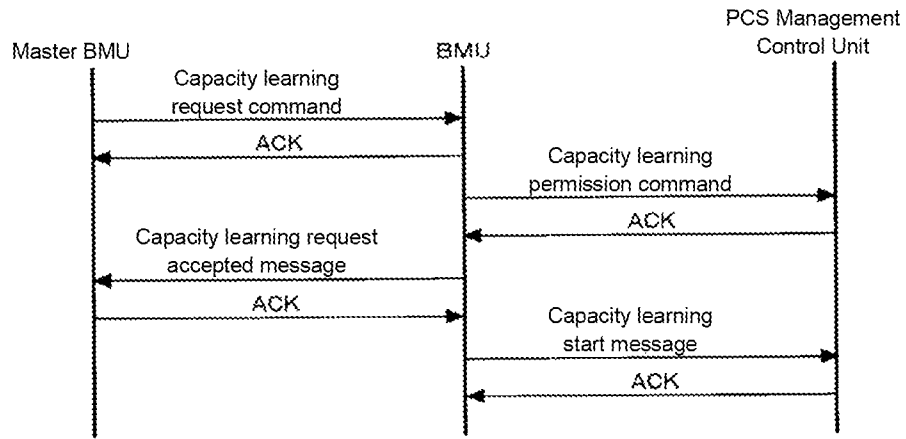 PCS Management
Control Unit
Master BMU
BMU
Capacity learning
request command
ACK
Capacity learning
permission command
ACK
Capacity learning request
accepted message
ACK
Capacity learning
start message
ACK